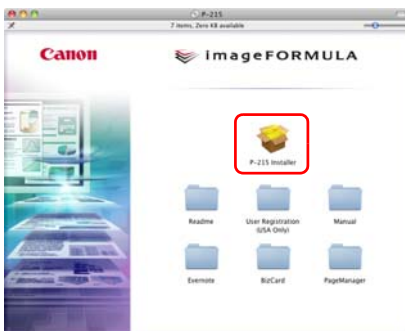 P-215
7 items, Zero KB available
Canon
imageFORMULA
P-215 Installer
Readme
User Registration
(USA Only)
Manual
Evernote
BizCard
PageManager